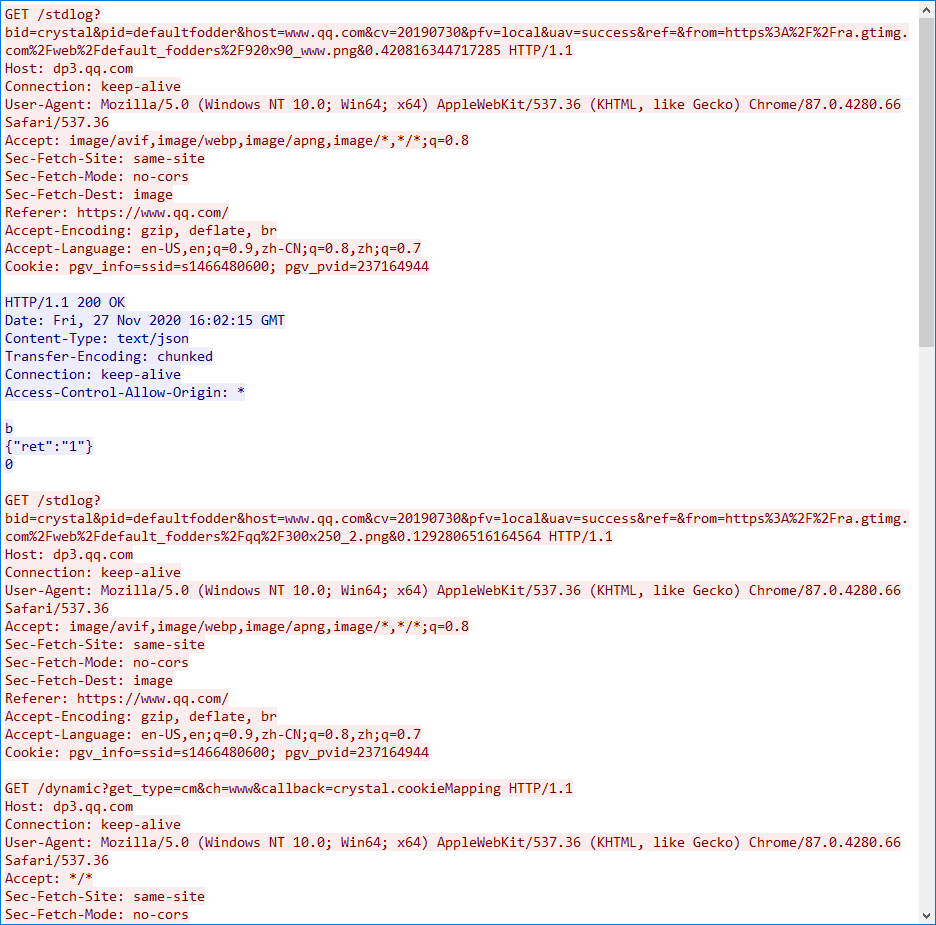 GET /stdlog?
bid=crystal&pid=defaultfodder&host=www.qq.com&cv=20190730&pfv=local&uav=success&ref=&from=https%3A%2F%2Fra.gtimg.
com%2Fweb%2Fdefault_fodders%2F920x90_www.png&0.420816344717285 HTTP/1.1
Host: dp3.qq.com
Connection: keep-alive
User-Agent: Mozilla/5.0 (Windows NT 10.0; Win64; x64) AppleWebKit/537.36 (KHTML, like Gecko) Chrome/87.0.4280.66
Safari/537.36
Accept: image/avif,image/webp,image/apng,image/*,*/*;q=0.8
Sec-Fetch-Site: same-site
Sec-Fetch-Mode: no-cors
Sec-Fetch-Dest: image
Referer: https://www.qq.com/
Accept-Encoding: gzip, deflate, br
Accept-Language: en-US,en;q=0.9,zh-CN;q=0.8,zh;q=0.7
Cookie: pgv_info=ssid=s1466480600; pgv_pvid=237164944
HTTP/1.1 200 OK
Date: Fri, 27 Nov 2020 16:02:15 GMT
Content-Type: text/json
Transfer-Encoding: chunked
Connection: keep-alive
Access-Control-Allow-Origin: *
b
{"ret":"1"}
0
GET /stdlog?
bid=crystal&pid=defaultfodder&host=www.qq.com&cv=20190730&pfv=local&uav=success&ref=&from=https%3A%2F%2Fra.gtimg.
com%2Fweb%2Fdefault_fodders%2Fqq%2F300x250_2.png&0.1292806516164564 HTTP/1.1
Host: dp3.qq.com
Connection: keep-alive
User-Agent: Mozilla/5.0 (Windows NT 10.0; Win64; x64) AppleWebKit/537.36 (KHTML, like Gecko) Chrome/87.0.4280.66
Safari/537.36
Accept: image/avif,image/webp,image/apng,image/*,*/*;q=0.8
Sec-Fetch-Site: same-site
Sec-Fetch-Mode: no-cors
Sec-Fetch-Dest: image
Referer: https://www.qq.com/
Accept-Encoding: gzip, deflate, br
Accept-Language: en-US,en;q=0.9,zh-CN;q=0.8,zh;q=0.7
Cookie: pgv_info=ssid=s1466480600; pgv_pvid=237164944
GET /dynamic?get_type=cm&ch=www&callback=crystal.cookieMapping HTTP/1.1
Host: dp3.qq.com
Connection: keep-alive
User-Agent: Mozilla/5.0 (Windows NT 10.0; Win64; x64) AppleWebKit/537.36 (KHTML, like Gecko) Chrome/87.0.4280.66
Safari/537.36
Accept: */*
Sec-Fetch-Site: same-site
Sec-Fetch-Mode: no-cors